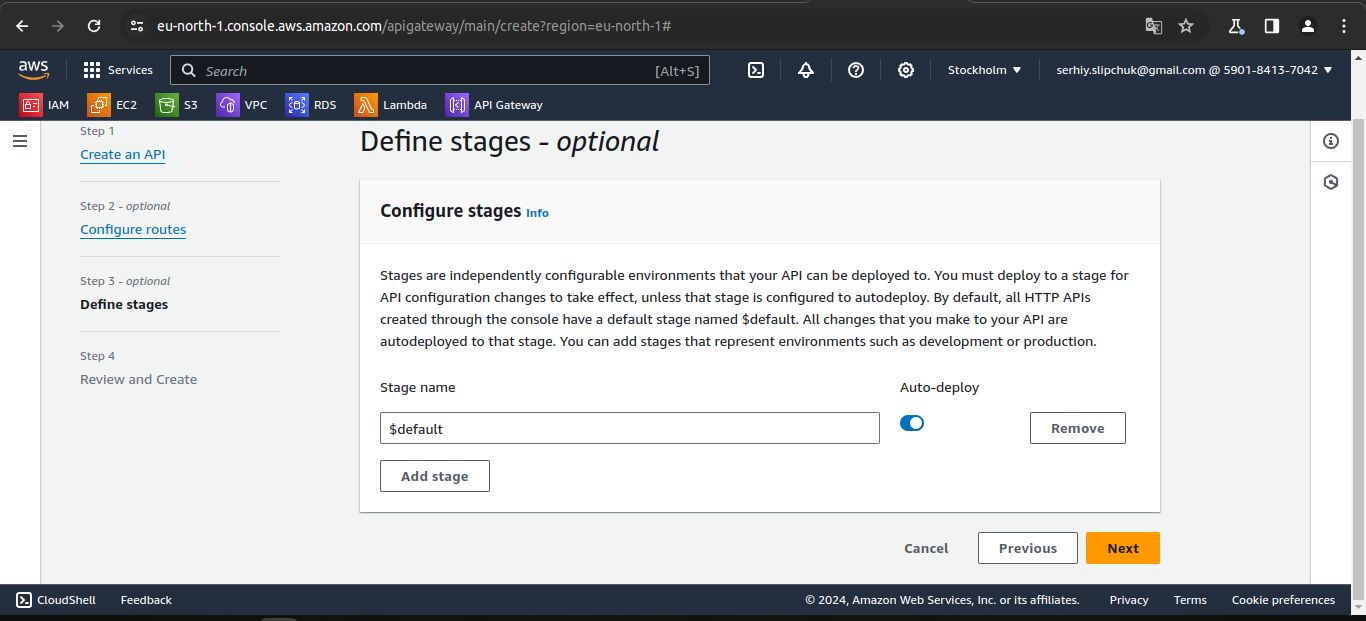 eu-north-1.console.aws.amazon.com/apigateway/main/create?region=eu-north-1#
aws Services Search [Alt+S] Stockholm serhiy.slipchuk@gmail.com @ 5901-8413-7042
IAM EC2 S3 VPC RDS Lambda API Gateway
Step 1
Create an API
Step 2 - optional
Configure routes
Step 3 - optional
Define stages
Step 4
Review and Create
Define stages - optional
Configure stages Info
Stages are independently configurable environments that your API can be deployed to. You must deploy to a stage for
API configuration changes to take effect, unless that stage is configured to autodeploy. By default, all HTTP APIs
created through the console have a default stage named $default. All changes that you make to your API are
autodeployed to that stage. You can add stages that represent environments such as development or production.
Stage name Auto-deploy
$default Remove
Add stage
Cancel Previous Next
CloudShell Feedback © 2024, Amazon Web Services, Inc. or its affiliates. Privacy Terms Cookie preferences